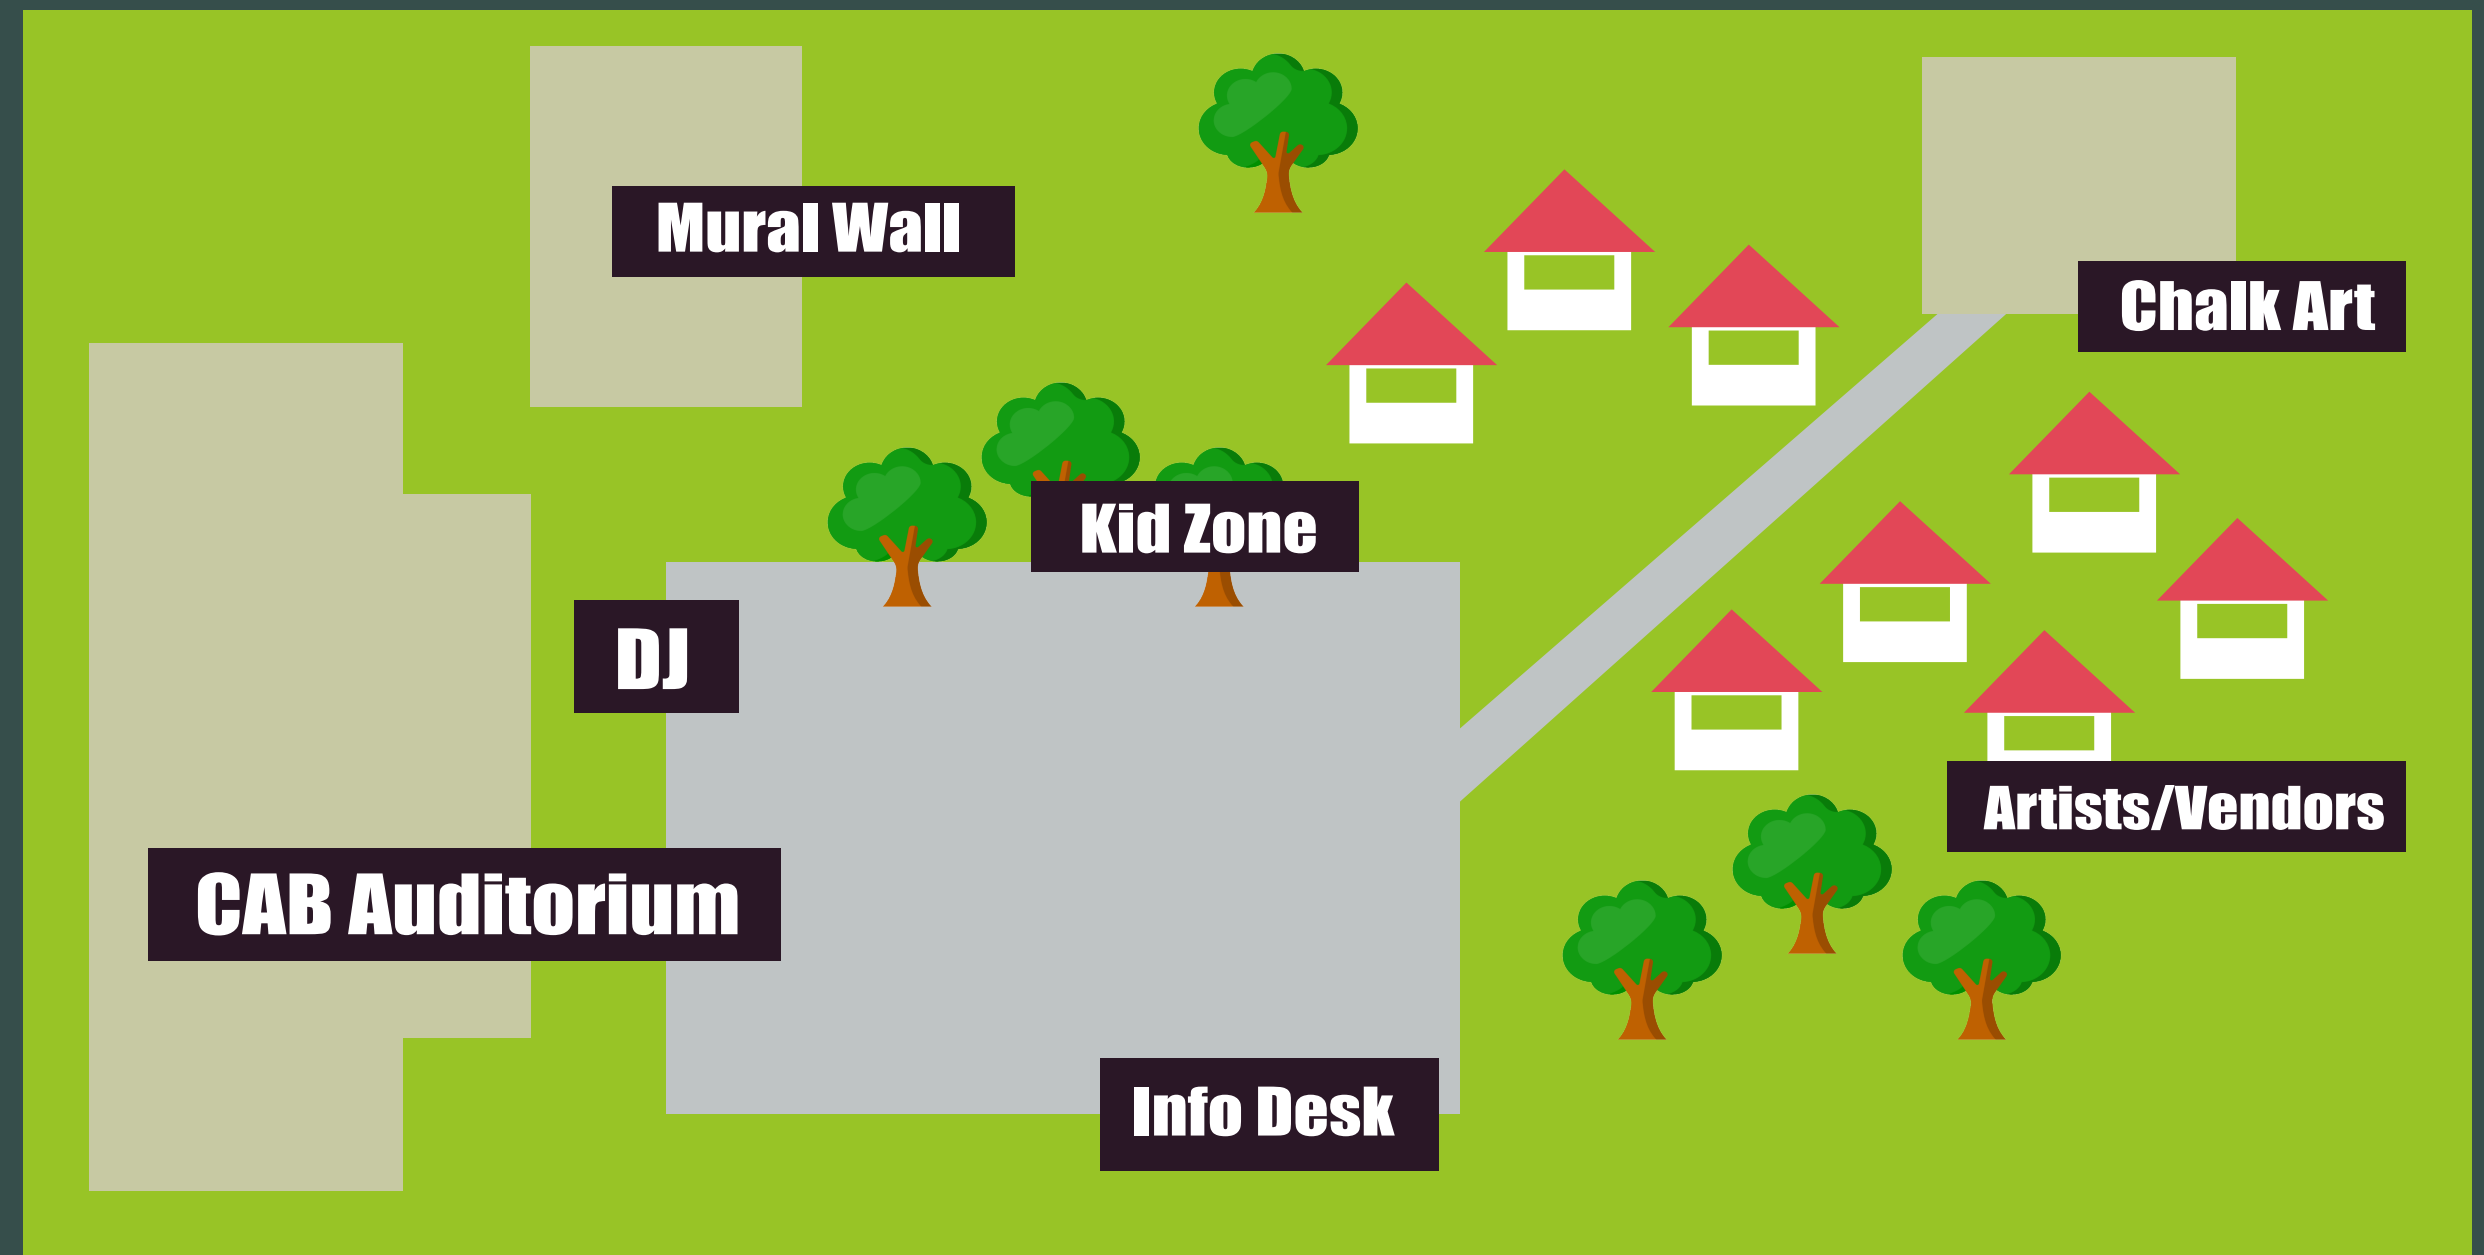 Mural Wall
Chalk Art
Kid Zone
DJ
Artists/Vendors
CAB Auditorium
Info Desk